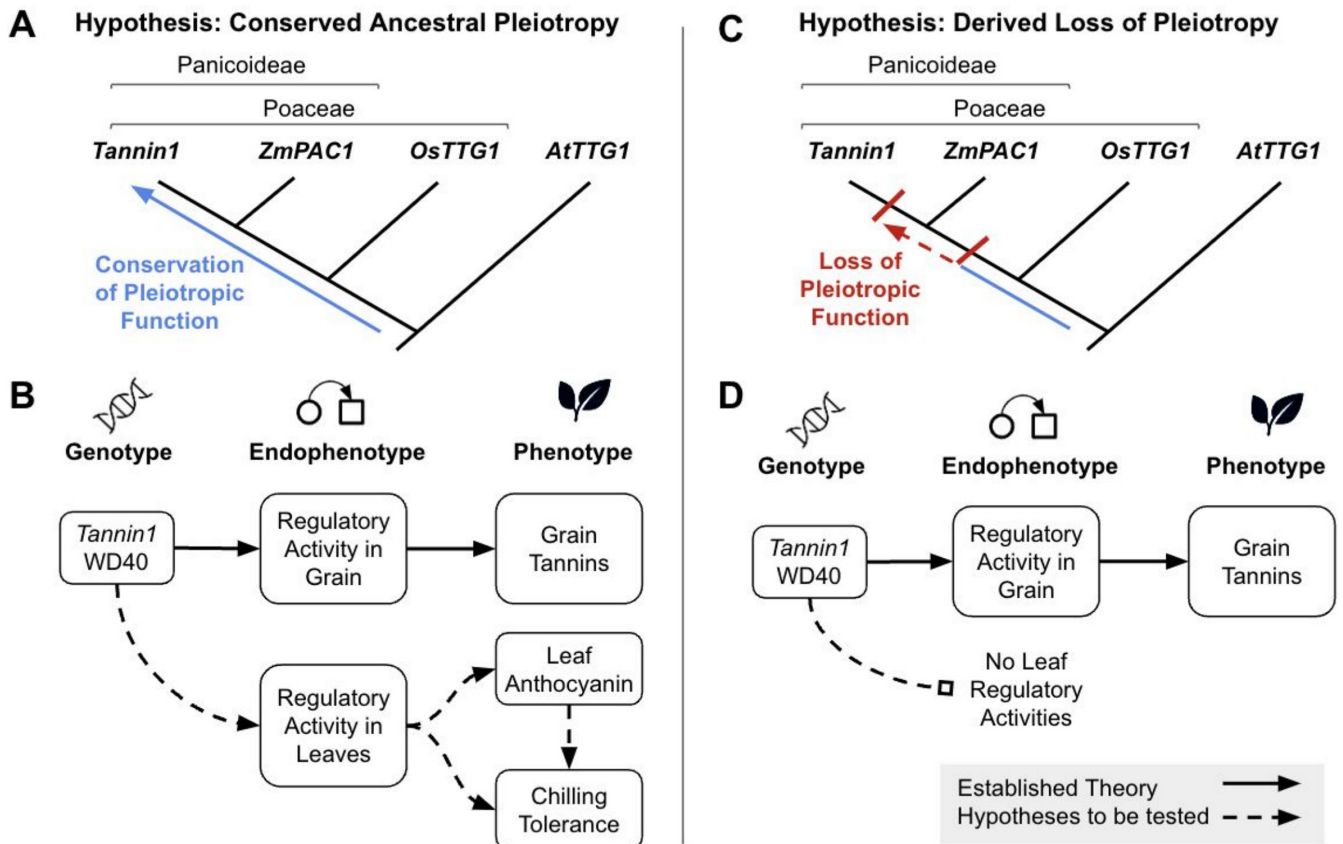 A
Hypothesis: Conserved Ancestral Pleiotropy
Panicoideae
Poaceae
Tannin1
ZmPAC1
OsTTG1
AtTTG1
Conservation
of Pleiotropic
Function
B
Genotype
Endophenotype
Phenotype
Tannin1
WD40
Regulatory
Activity in
Grain
Grain
Tannins
Regulatory
Activity in
Leaves
Leaf
Anthocyanin
Chilling
Tolerance
C
Hypothesis: Derived Loss of Pleiotropy
Panicoideae
Poaceae
Tannin1
ZmPAC1
OsTTG1
AtTTG1
Loss of
Pleiotropic
Function
D
Genotype
Endophenotype
Phenotype
Tannin1
WD40
Regulatory
Activity in
Grain
Grain
Tannins
No Leaf
Regulatory
Activities
Established Theory
Hypotheses to be tested